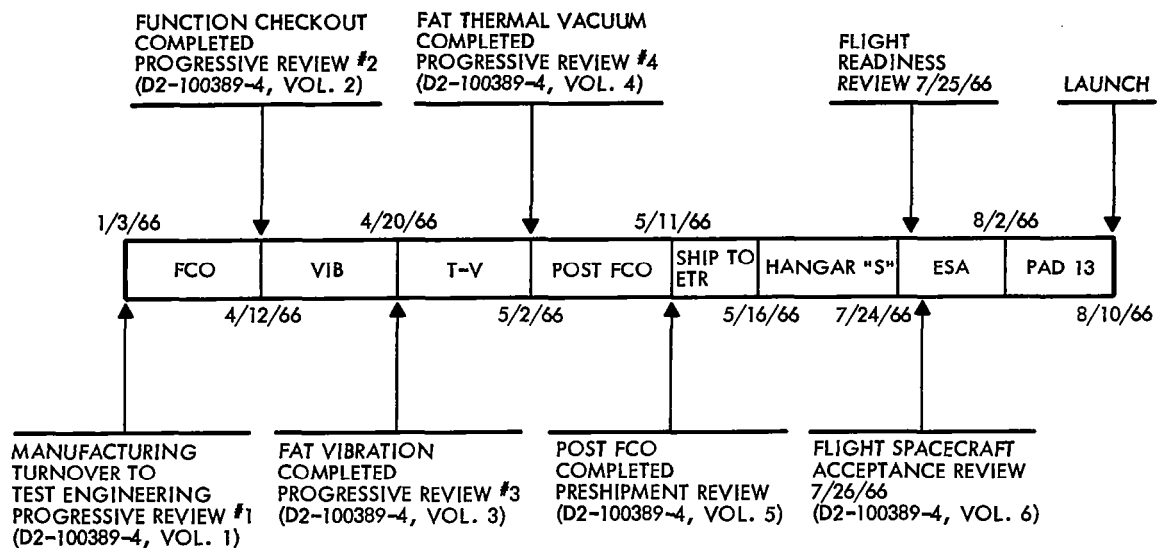 FUNCTION CHECKOUT
COMPLETED
PROGRESSIVE REVIEW #2
(D2-100389-4, VOL. 2)
FAT THERMAL VACUUM
COMPLETED
PROGRESSIVE REVIEW #4
(D2-100389-4, VOL. 4)
FLIGHT
READINESS
REVIEW 7/25/66
LAUNCH
1/3/66
4/20/66
5/11/66
8/2/66
FCO
VIB
T-V
POST FCO
SHIP TO
ETR
HANGAR "S"
ESA
PAD 13
4/12/66
5/2/66
5/16/66
7/24/66
8/10/66
MANUFACTURING
TURNOVER TO
TEST ENGINEERING
PROGRESSIVE REVIEW #1
(D2-100389-4, VOL. 1)
FAT VIBRATION
COMPLETED
PROGRESSIVE REVIEW #3
(D2-100389-4, VOL. 3)
POST FCO
COMPLETED
PRESHIPMENT REVIEW
(D2-100389-4, VOL. 5)
FLIGHT SPACECRAFT
ACCEPTANCE REVIEW
7/26/66
(D2-100389-4, VOL. 6)